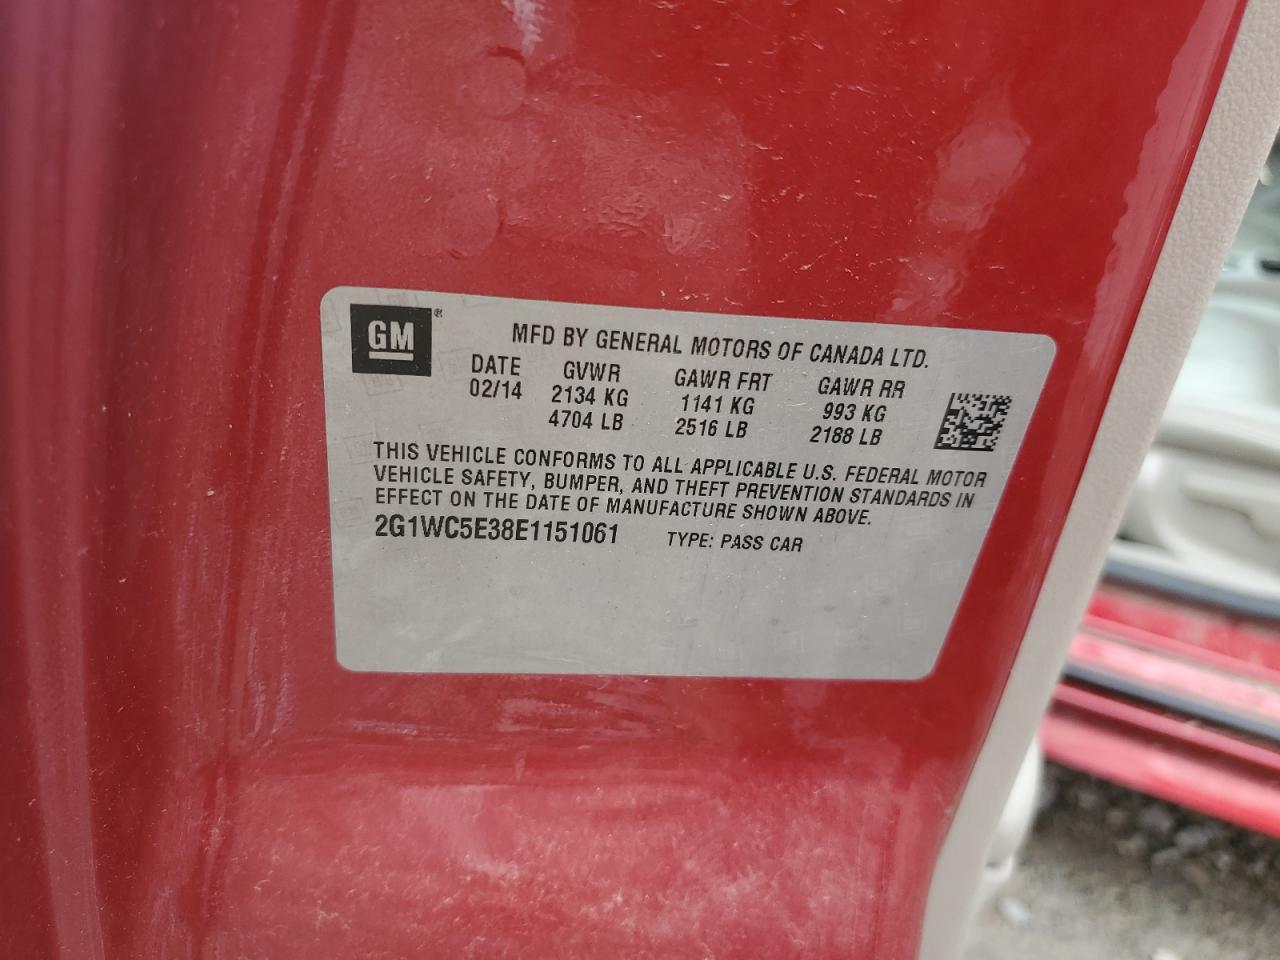 GM ®
MFD BY GENERAL MOTORS OF CANADA LTD.
DATE GVWR GAWR FRT GAWR RR
02/14 2134 KG 1141 KG 993 KG
4704 LB 2516 LB 2188 LB
THIS VEHICLE CONFORMS TO ALL APPLICABLE U.S. FEDERAL MOTOR
VEHICLE SAFETY, BUMPER, AND THEFT PREVENTION STANDARDS IN
EFFECT ON THE DATE OF MANUFACTURE SHOWN ABOVE.
2G1WC5E38E1151061 TYPE: PASS CAR